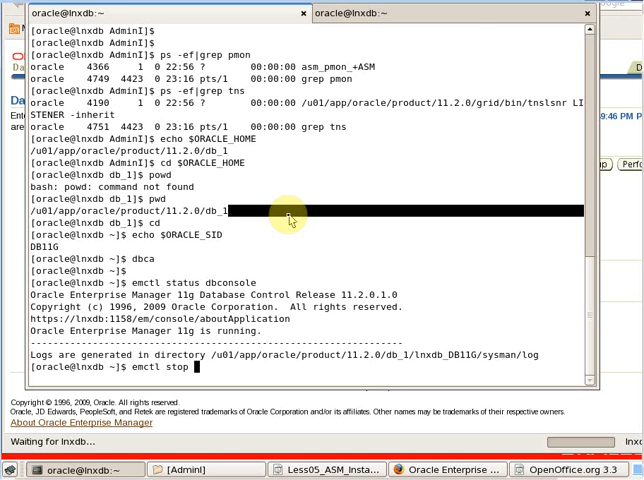 oracle@lnxdb:~
oracle@lnxdb:~
[oracle@lnxdb AdminI]$
[oracle@lnxdb AdminI]$
[oracle@lnxdb AdminI]$ ps -ef|grep pmon
oracle 4366 1 0 22:56 ? 00:00:00 asm_pmon_+ASM
oracle 4749 4423 0 23:16 pts/1 00:00:00 grep pmon
[oracle@lnxdb AdminI]$ ps -ef|grep tns
oracle 4190 1 0 22:56 ? 00:00:00 /u01/app/oracle/product/11.2.0/grid/bin/tnslsnr LI
STENER -inherit
oracle 4751 4423 0 23:16 pts/1 00:00:00 grep tns
[oracle@lnxdb AdminI]$ echo $ORACLE_HOME
/u01/app/oracle/product/11.2.0/db_1
[oracle@lnxdb AdminI]$ cd $ORACLE_HOME
[oracle@lnxdb db_1]$ powd
bash: powd: command not found
[oracle@lnxdb db_1]$ pwd
/u01/app/oracle/product/11.2.0/db_1
[oracle@lnxdb db_1]$ cd
[oracle@lnxdb ~]$ echo $ORACLE_SID
DB11G
[oracle@lnxdb ~]$ dbca
[oracle@lnxdb ~]$
[oracle@lnxdb ~]$ emctl status dbconsole
Oracle Enterprise Manager 11g Database Control Release 11.2.0.1.0
Copyright (c) 1996, 2009 Oracle Corporation. All rights reserved.
https://lnxdb:1158/em/console/aboutApplication
Oracle Enterprise Manager 11g is running.
------------------------------------------------------------------
Logs are generated in directory /u01/app/oracle/product/11.2.0/db_1/lnxdb_DB11G/sysman/log
[oracle@lnxdb ~]$ emctl stop
9:46 PM
Copyright © 1996, 2009, Oracle. All rights reserved.
Oracle, JD Edwards, PeopleSoft, and Retek are registered trademarks of Oracle Corporation and/or its affiliates. Other names may be trademarks of their respective owners.
About Oracle Enterprise Manager
Waiting for lnxdb...
oracle@lnxdb:~
[AdminI]
Less05_ASM_Insta...
Oracle Enterprise ...
OpenOffice.org 3.3